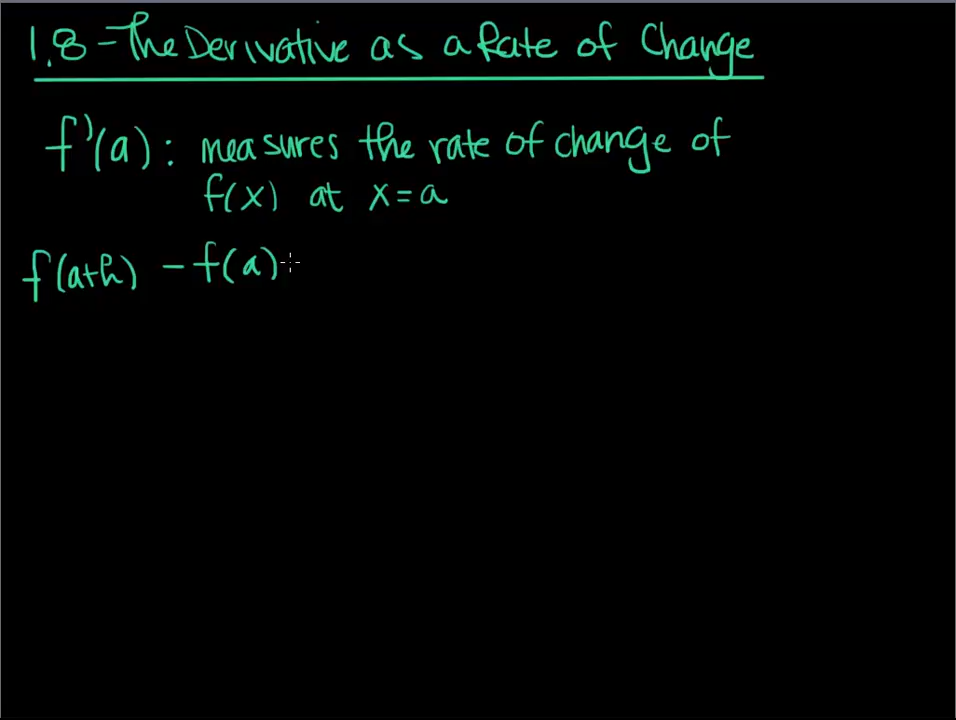 1.8 - The Derivative as a Rate of Change
f'(a) : measures the rate of change of
f(x) at x = a
f(a+h) - f(a)